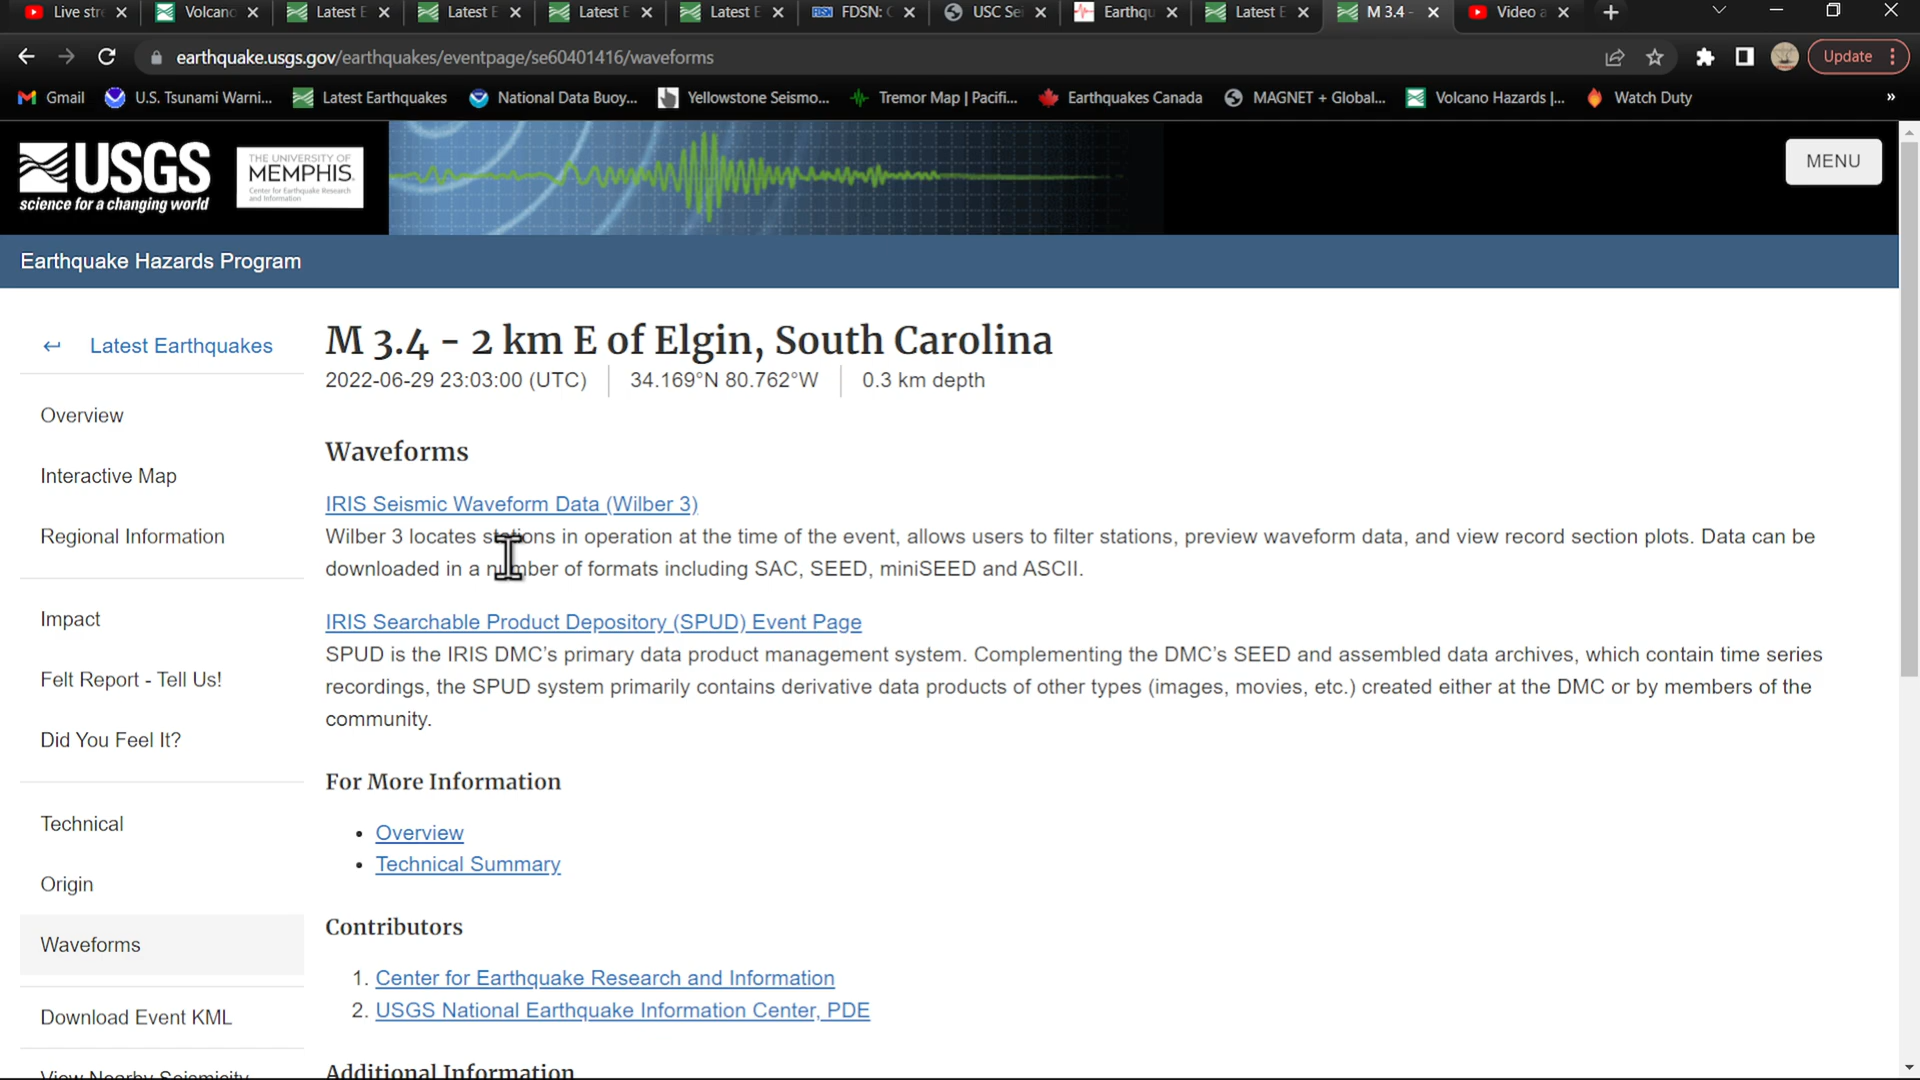 Live str
Volcano
Latest E
Latest E
Latest E
Latest E
FDSN:
USC Sei
Earthqu
Latest E
M 3.4 -
Video a
earthquake.usgs.gov/earthquakes/eventpage/se60401416/waveforms
Update
Gmail
U.S. Tsunami Warni...
Latest Earthquakes
National Data Buoy...
Yellowstone Seismo...
Tremor Map | Pacifi...
Earthquakes Canada
MAGNET + Global...
Volcano Hazards |...
Watch Duty
»
USGS
science for a changing world
THE UNIVERSITY OF
MEMPHIS.
Center for Earthquake Research
and Information
MENU
Earthquake Hazards Program
Latest Earthquakes
Overview
Interactive Map
Regional Information
Impact
Felt Report - Tell Us!
Did You Feel It?
Technical
Origin
Waveforms
Download Event KML
View Nearby Seismicity
M 3.4 - 2 km E of Elgin, South Carolina
2022-06-29 23:03:00 (UTC) 34.169°N 80.762°W 0.3 km depth
Waveforms
IRIS Seismic Waveform Data (Wilber 3)
Wilber 3 locates stations in operation at the time of the event, allows users to filter stations, preview waveform data, and view record section plots. Data can be
downloaded in a number of formats including SAC, SEED, miniSEED and ASCII.
IRIS Searchable Product Depository (SPUD) Event Page
SPUD is the IRIS DMC's primary data product management system. Complementing the DMC's SEED and assembled data archives, which contain time series
recordings, the SPUD system primarily contains derivative data products of other types (images, movies, etc.) created either at the DMC or by members of the
community.
For More Information
• Overview
• Technical Summary
Contributors
1. Center for Earthquake Research and Information
2. USGS National Earthquake Information Center, PDE
Additional Information